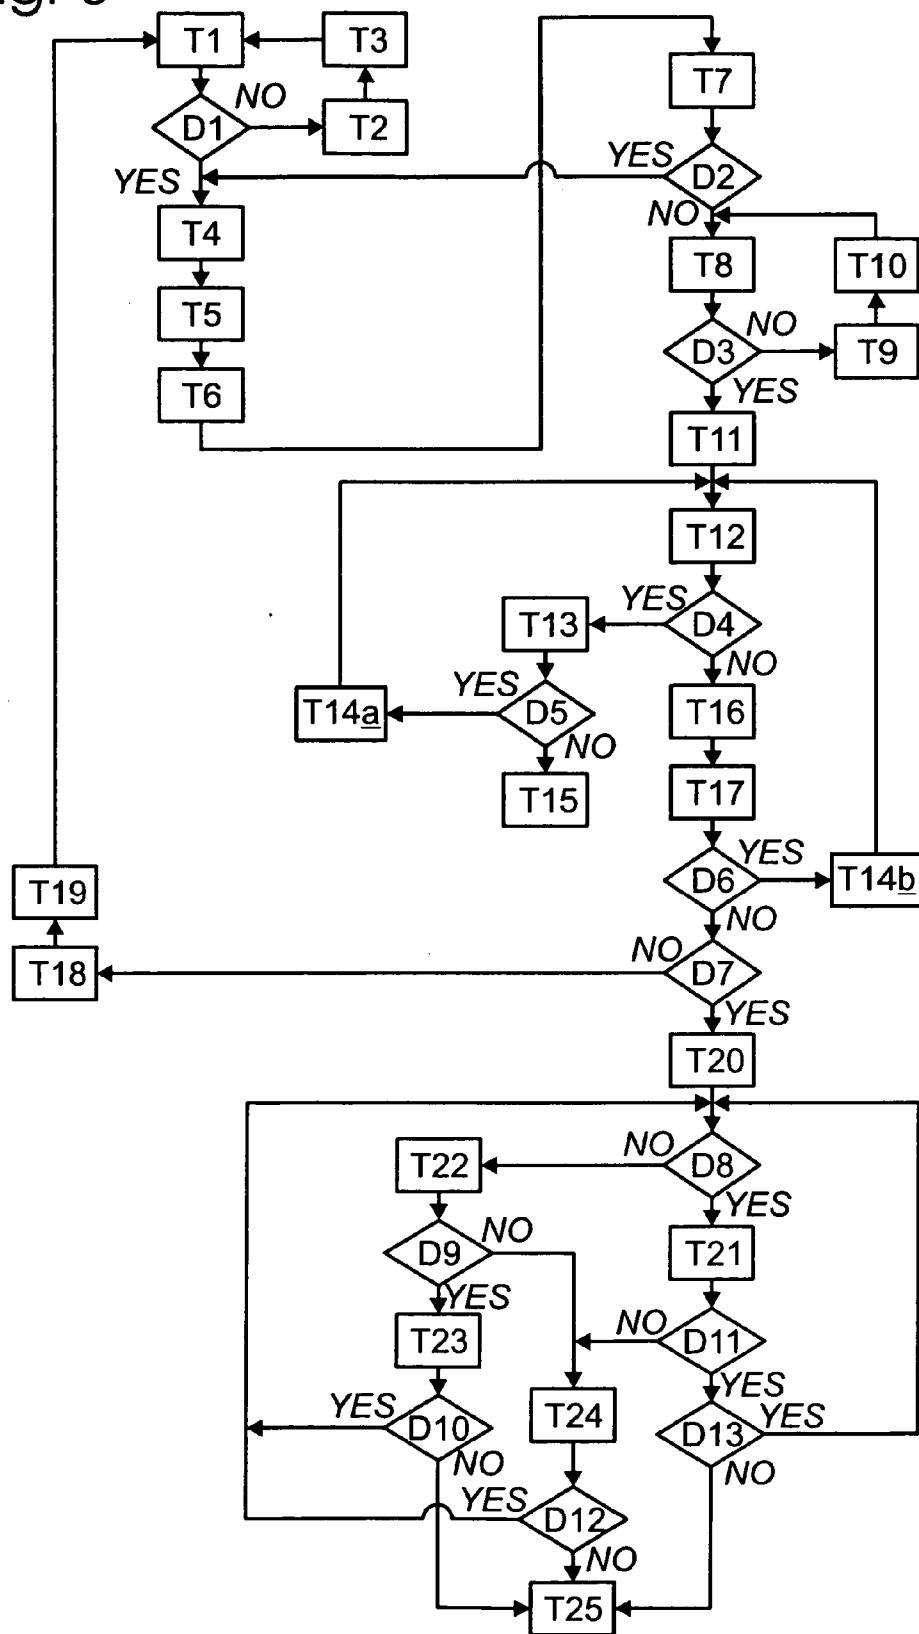 T1
T3
NO
D1
T2
YES
T4
T5
T6
T7
YES
D2
NO
T8
T10
NO
D3
T9
YES
T11
T12
YES
T13
D4
NO
YES
T14a
D5
T16
NO
T15
T17
YES
T19
D6
T14b
NO
NO
T18
D7
YES
T20
NO
T22
D8
YES
NO
D9
T21
YES
T23
NO
D11
YES
YES
D10
T24
D13
YES
NO
NO
YES
D12
NO
T25